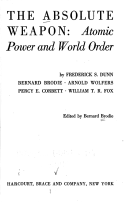 THE ABSOLUTE
WEAPON: Atomic
Power and World Order
by FREDERICK S. DUNN
BERNARD BRODIE · ARNOLD WOLFERS
PERCY E. CORBETT · WILLIAM T. R. FOX
Edited by Bernard Brodie
HARCOURT, BRACE AND COMPANY, NEW YORK